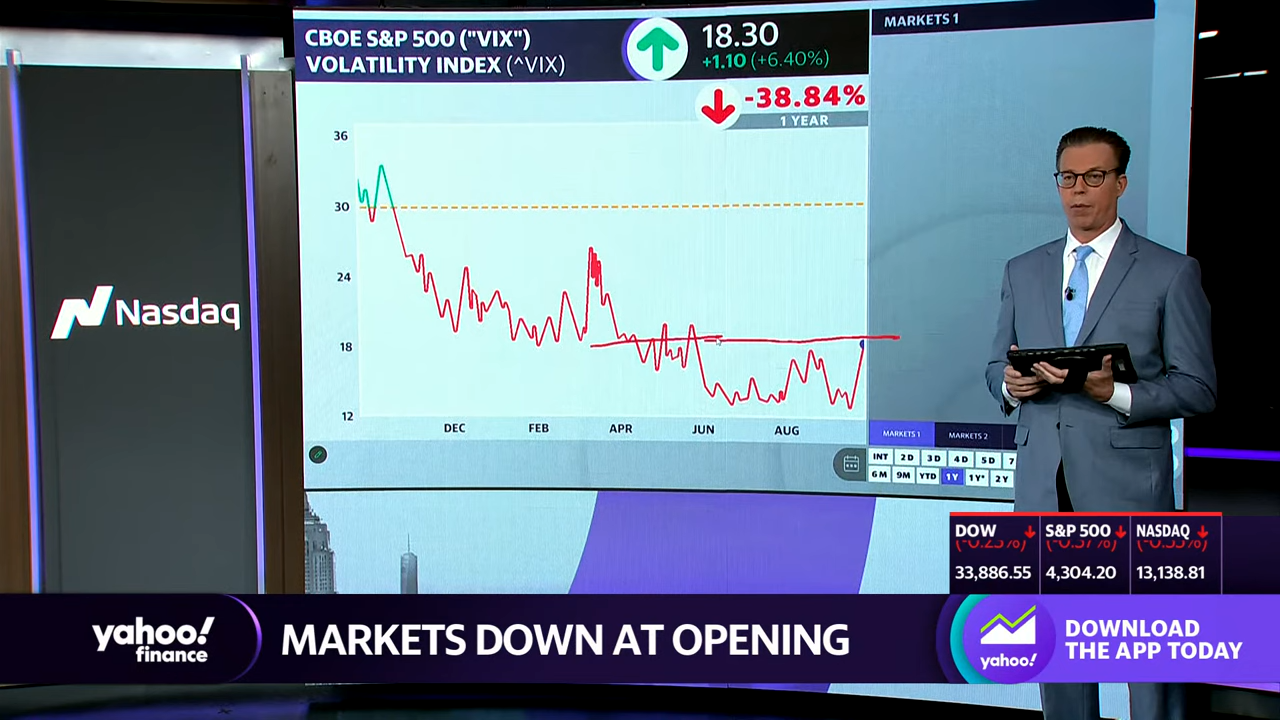 CBOE S&P 500 ("VIX")
VOLATILITY INDEX (^VIX)
18.30
+1.10 (+6.40%)
MARKETS 1
-38.84%
1 YEAR
36
30
24
18
12
DEC FEB APR JUN AUG
Nasdaq
MARKETS 1 MARKETS 2
INT 2D 3D 4D 5D 7
6M 9M YTD 1Y 1Y* 2Y
DOW S&P 500 NASDAQ
33,886.55 4,304.20 13,138.81
yahoo!
finance
MARKETS DOWN AT OPENING
yahoo!
DOWNLOAD
THE APP TODAY